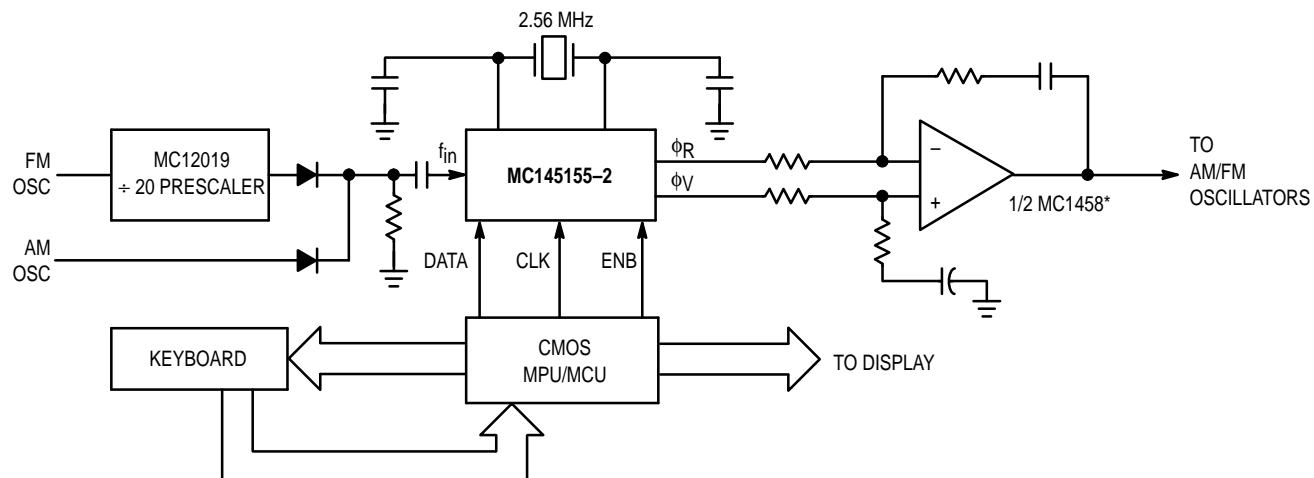 2.56 MHz
FM
OSC
MC12019
÷ 20 PRESCALER
fin
MC145155–2
ϕR
ϕV
–
+
1/2 MC1458*
TO
AM/FM
OSCILLATORS
AM
OSC
DATA
CLK
ENB
KEYBOARD
CMOS
MPU/MCU
TO DISPLAY